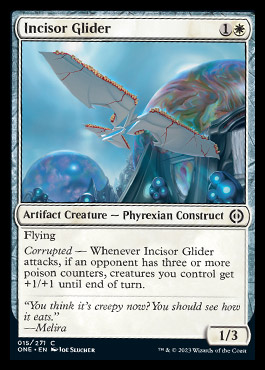 Incisor Glider 1
Artifact Creature — Phyrexian Construct
Flying
Corrupted — Whenever Incisor Glider
attacks, if an opponent has three or more
poison counters, creatures you control get
+1/+1 until end of turn.
“You think it’s creepy now? You should see how
it eats.”
—Melira
1/3
015/271 C
ONE • EN Joe Slucher
™ & © 2023 Wizards of the Coast